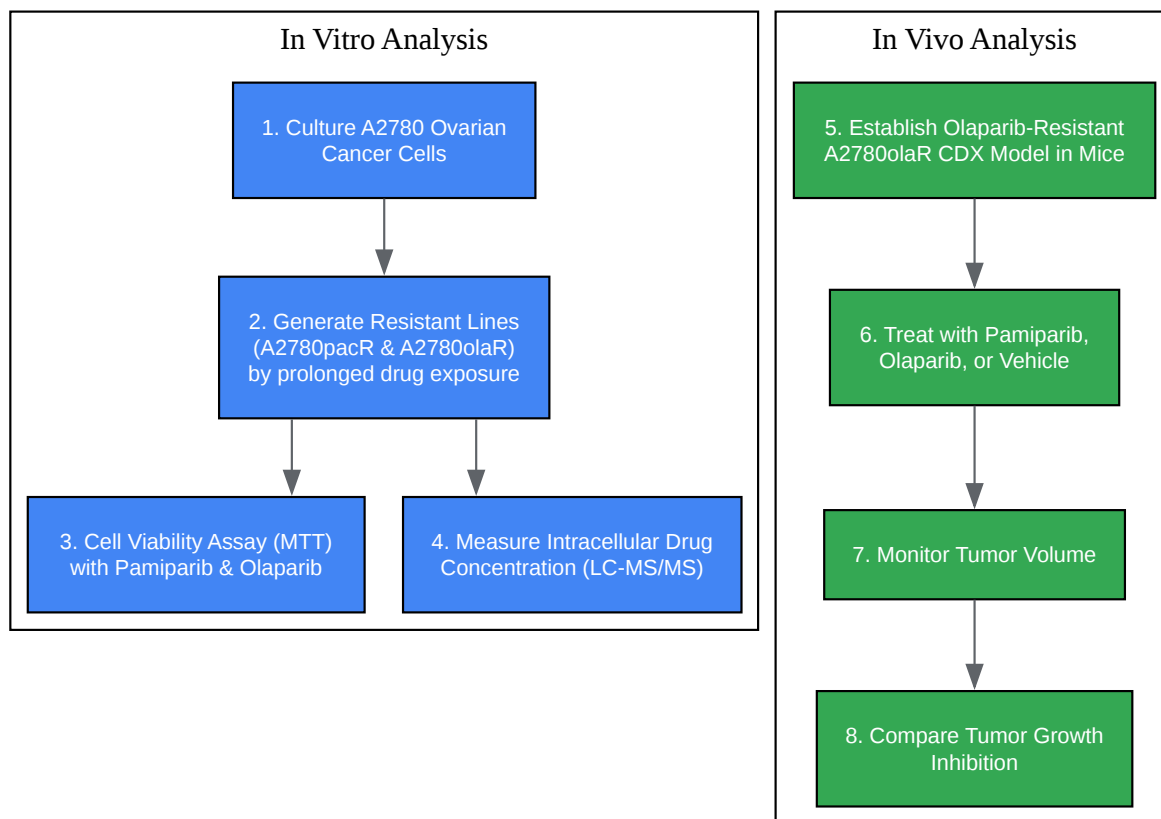 In Vitro Analysis
1. Culture A2780 Ovarian
Cancer Cells
2. Generate Resistant Lines
(A2780pacR & A2780olaR)
by prolonged drug exposure
3. Cell Viability Assay (MTT)
with Pamiparib & Olaparib
4. Measure Intracellular Drug
Concentration (LC-MS/MS)
In Vivo Analysis
5. Establish Olaparib-Resistant
A2780olaR CDX Model in Mice
6. Treat with Pamiparib,
Olaparib, or Vehicle
7. Monitor Tumor Volume
8. Compare Tumor Growth
Inhibition